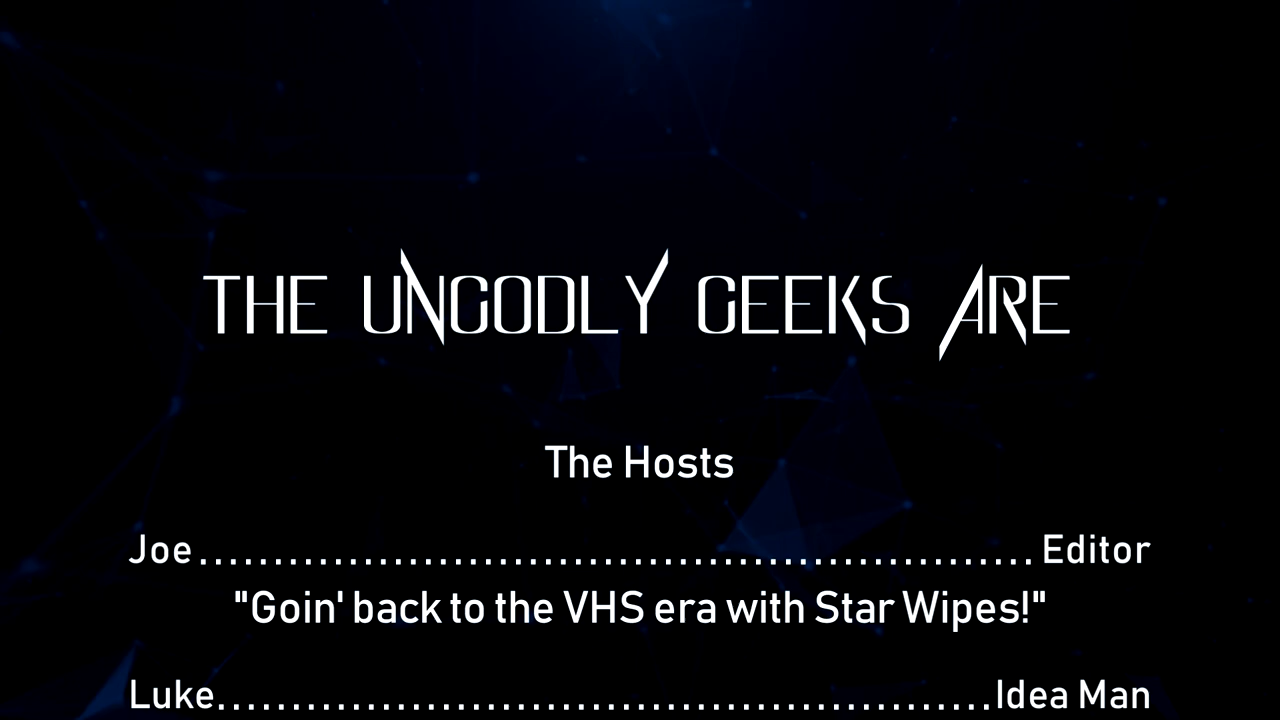 THE UNGODLY GEEKS ARE
The Hosts
Joe........................................................ Editor
"Goin' back to the VHS era with Star Wipes!"
Luke....................................................Idea Man